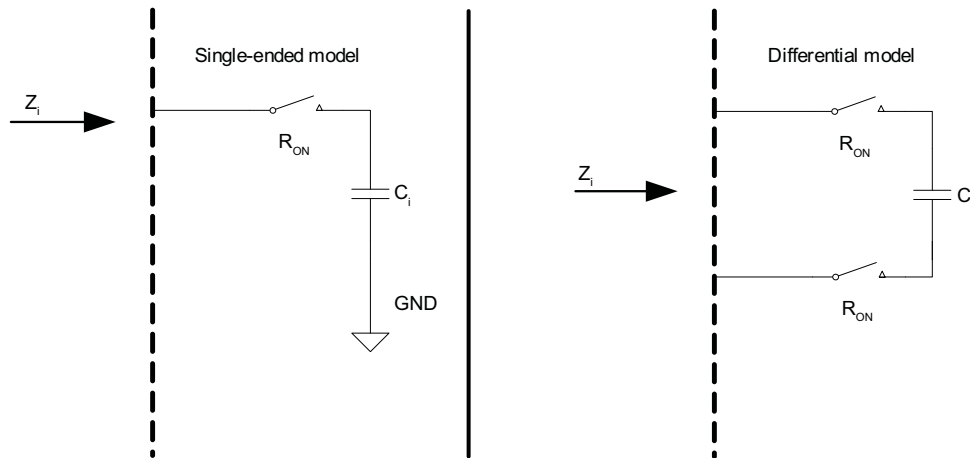 Single-ended model
Z_i
R_ON
C_i
GND
Differential model
Z_i
R_ON
C
R_ON